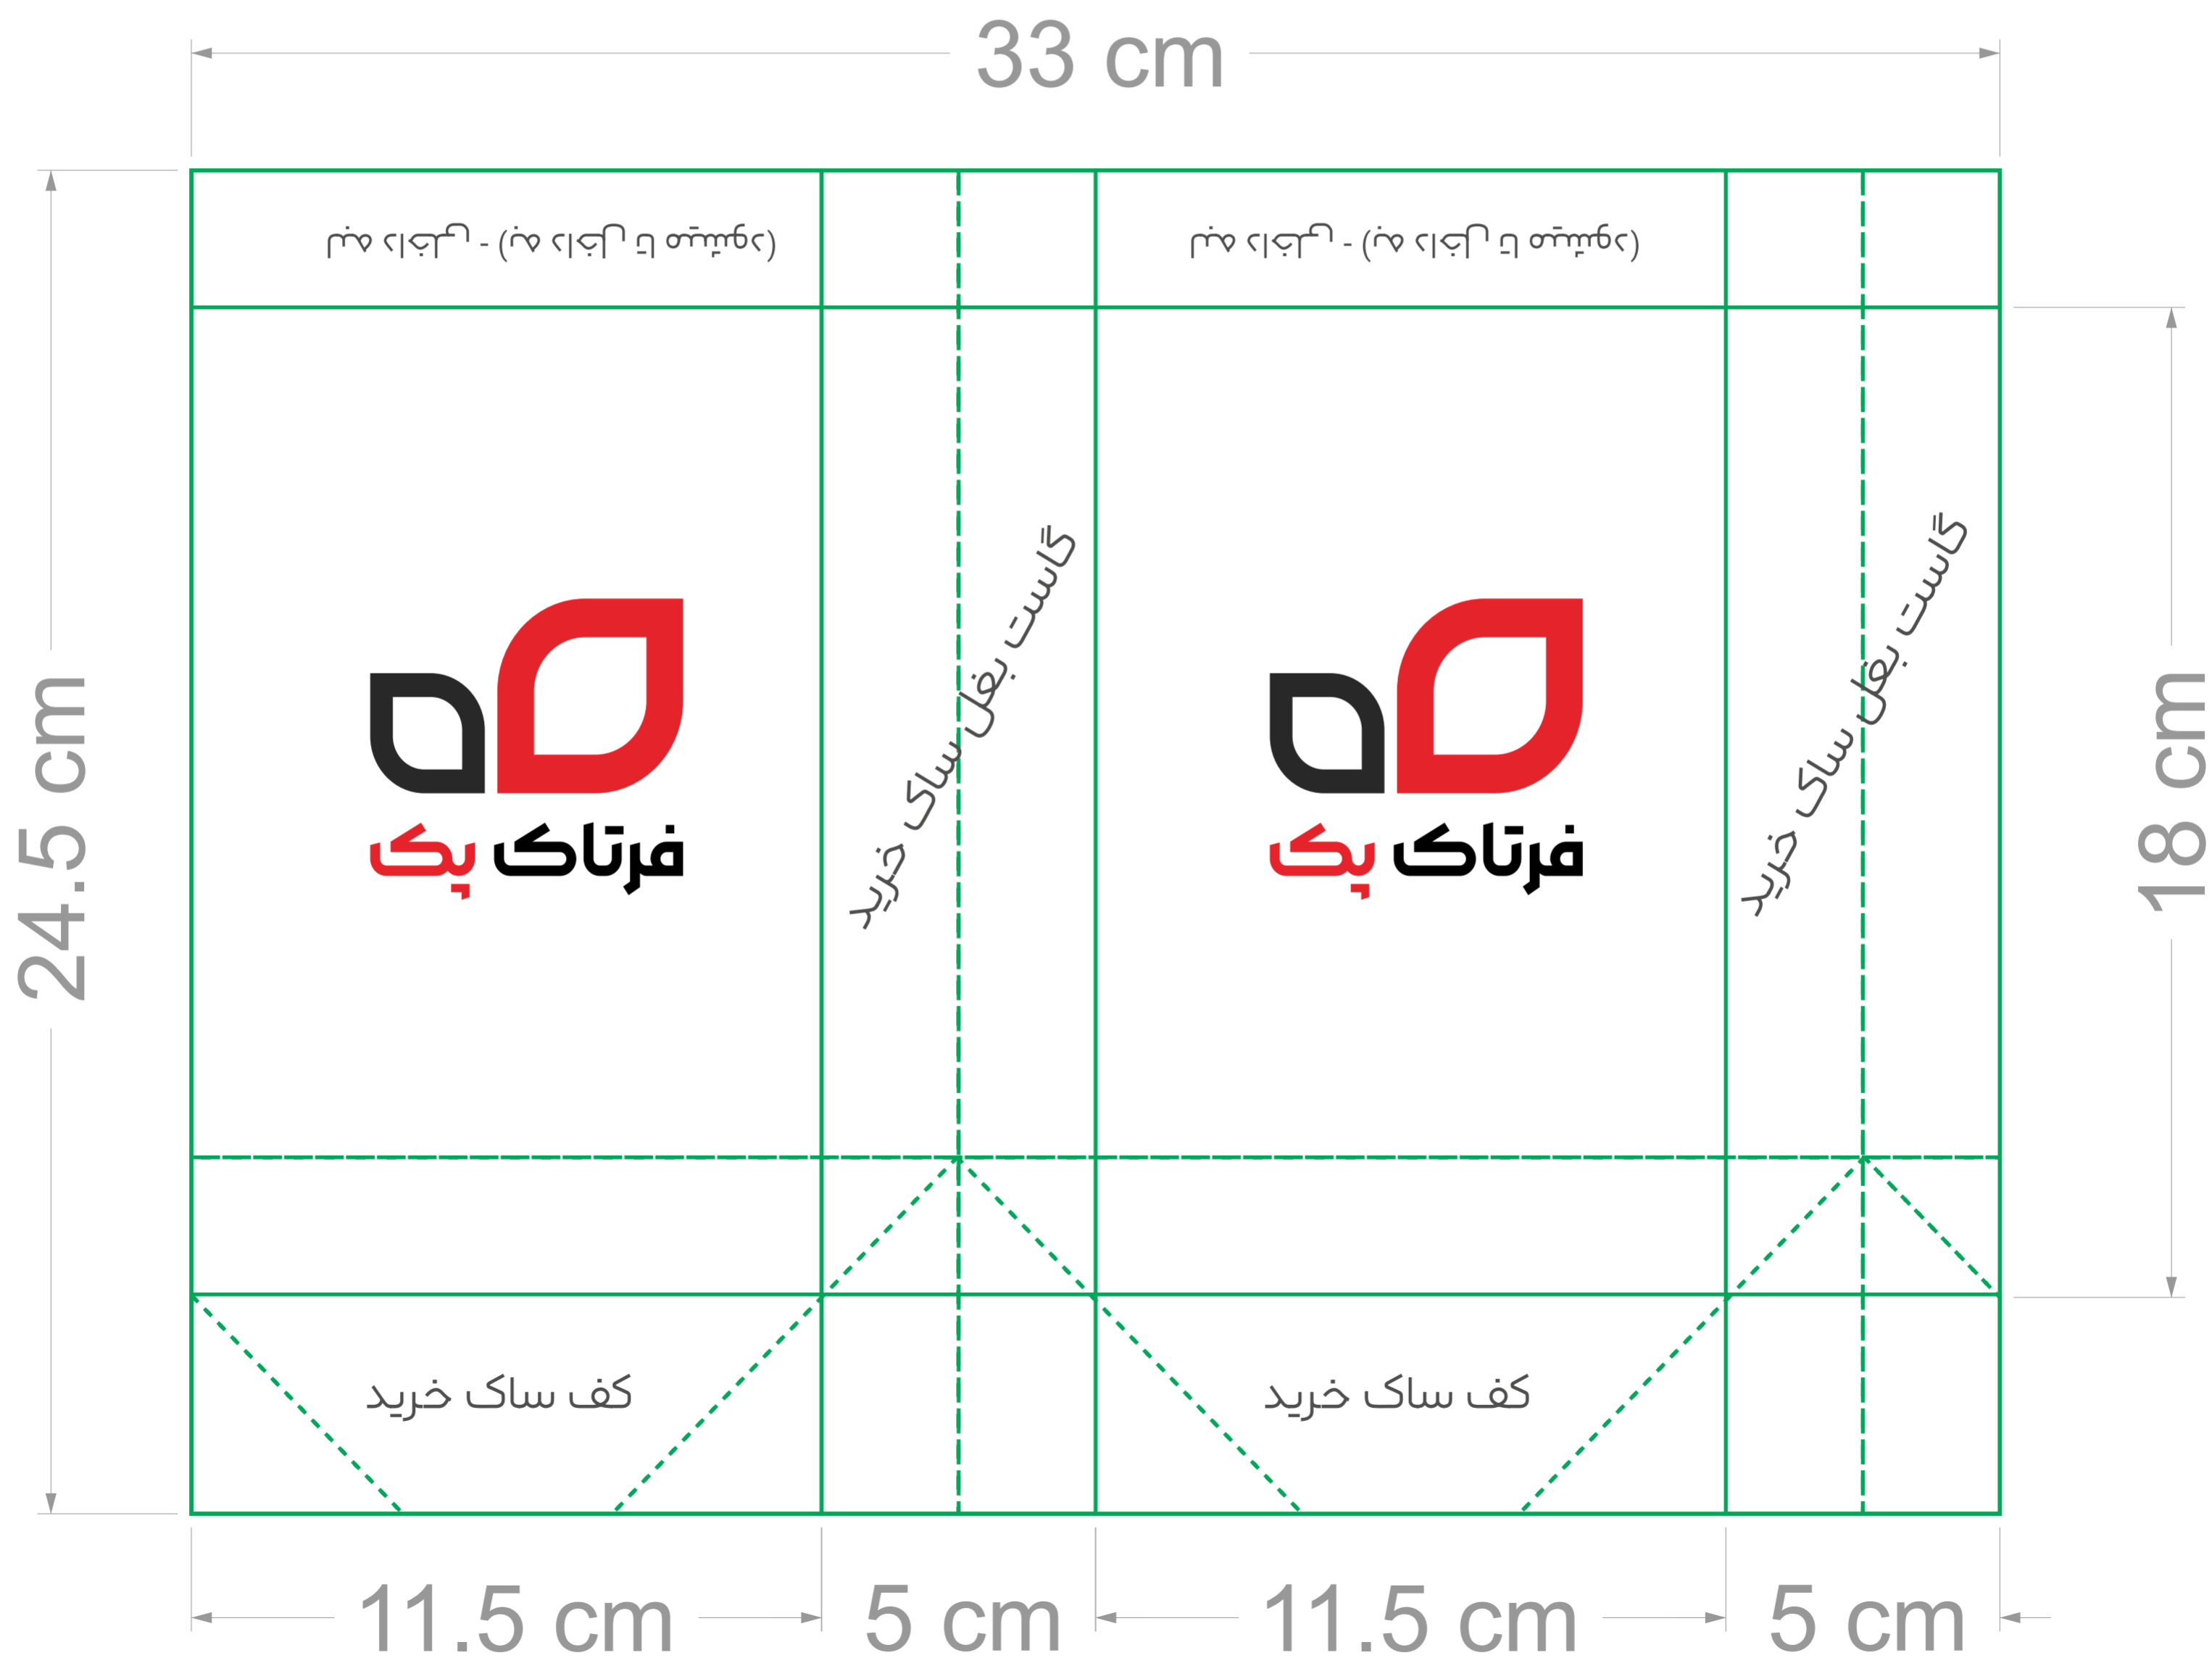 33 cm
24.5 cm
18 cm
گاست بغل ساک خرید
گاست بغل ساک خرید
فرتاک پک
فرتاک پک
کف ساک خرید
کف ساک خرید
11.5 cm
5 cm
11.5 cm
5 cm